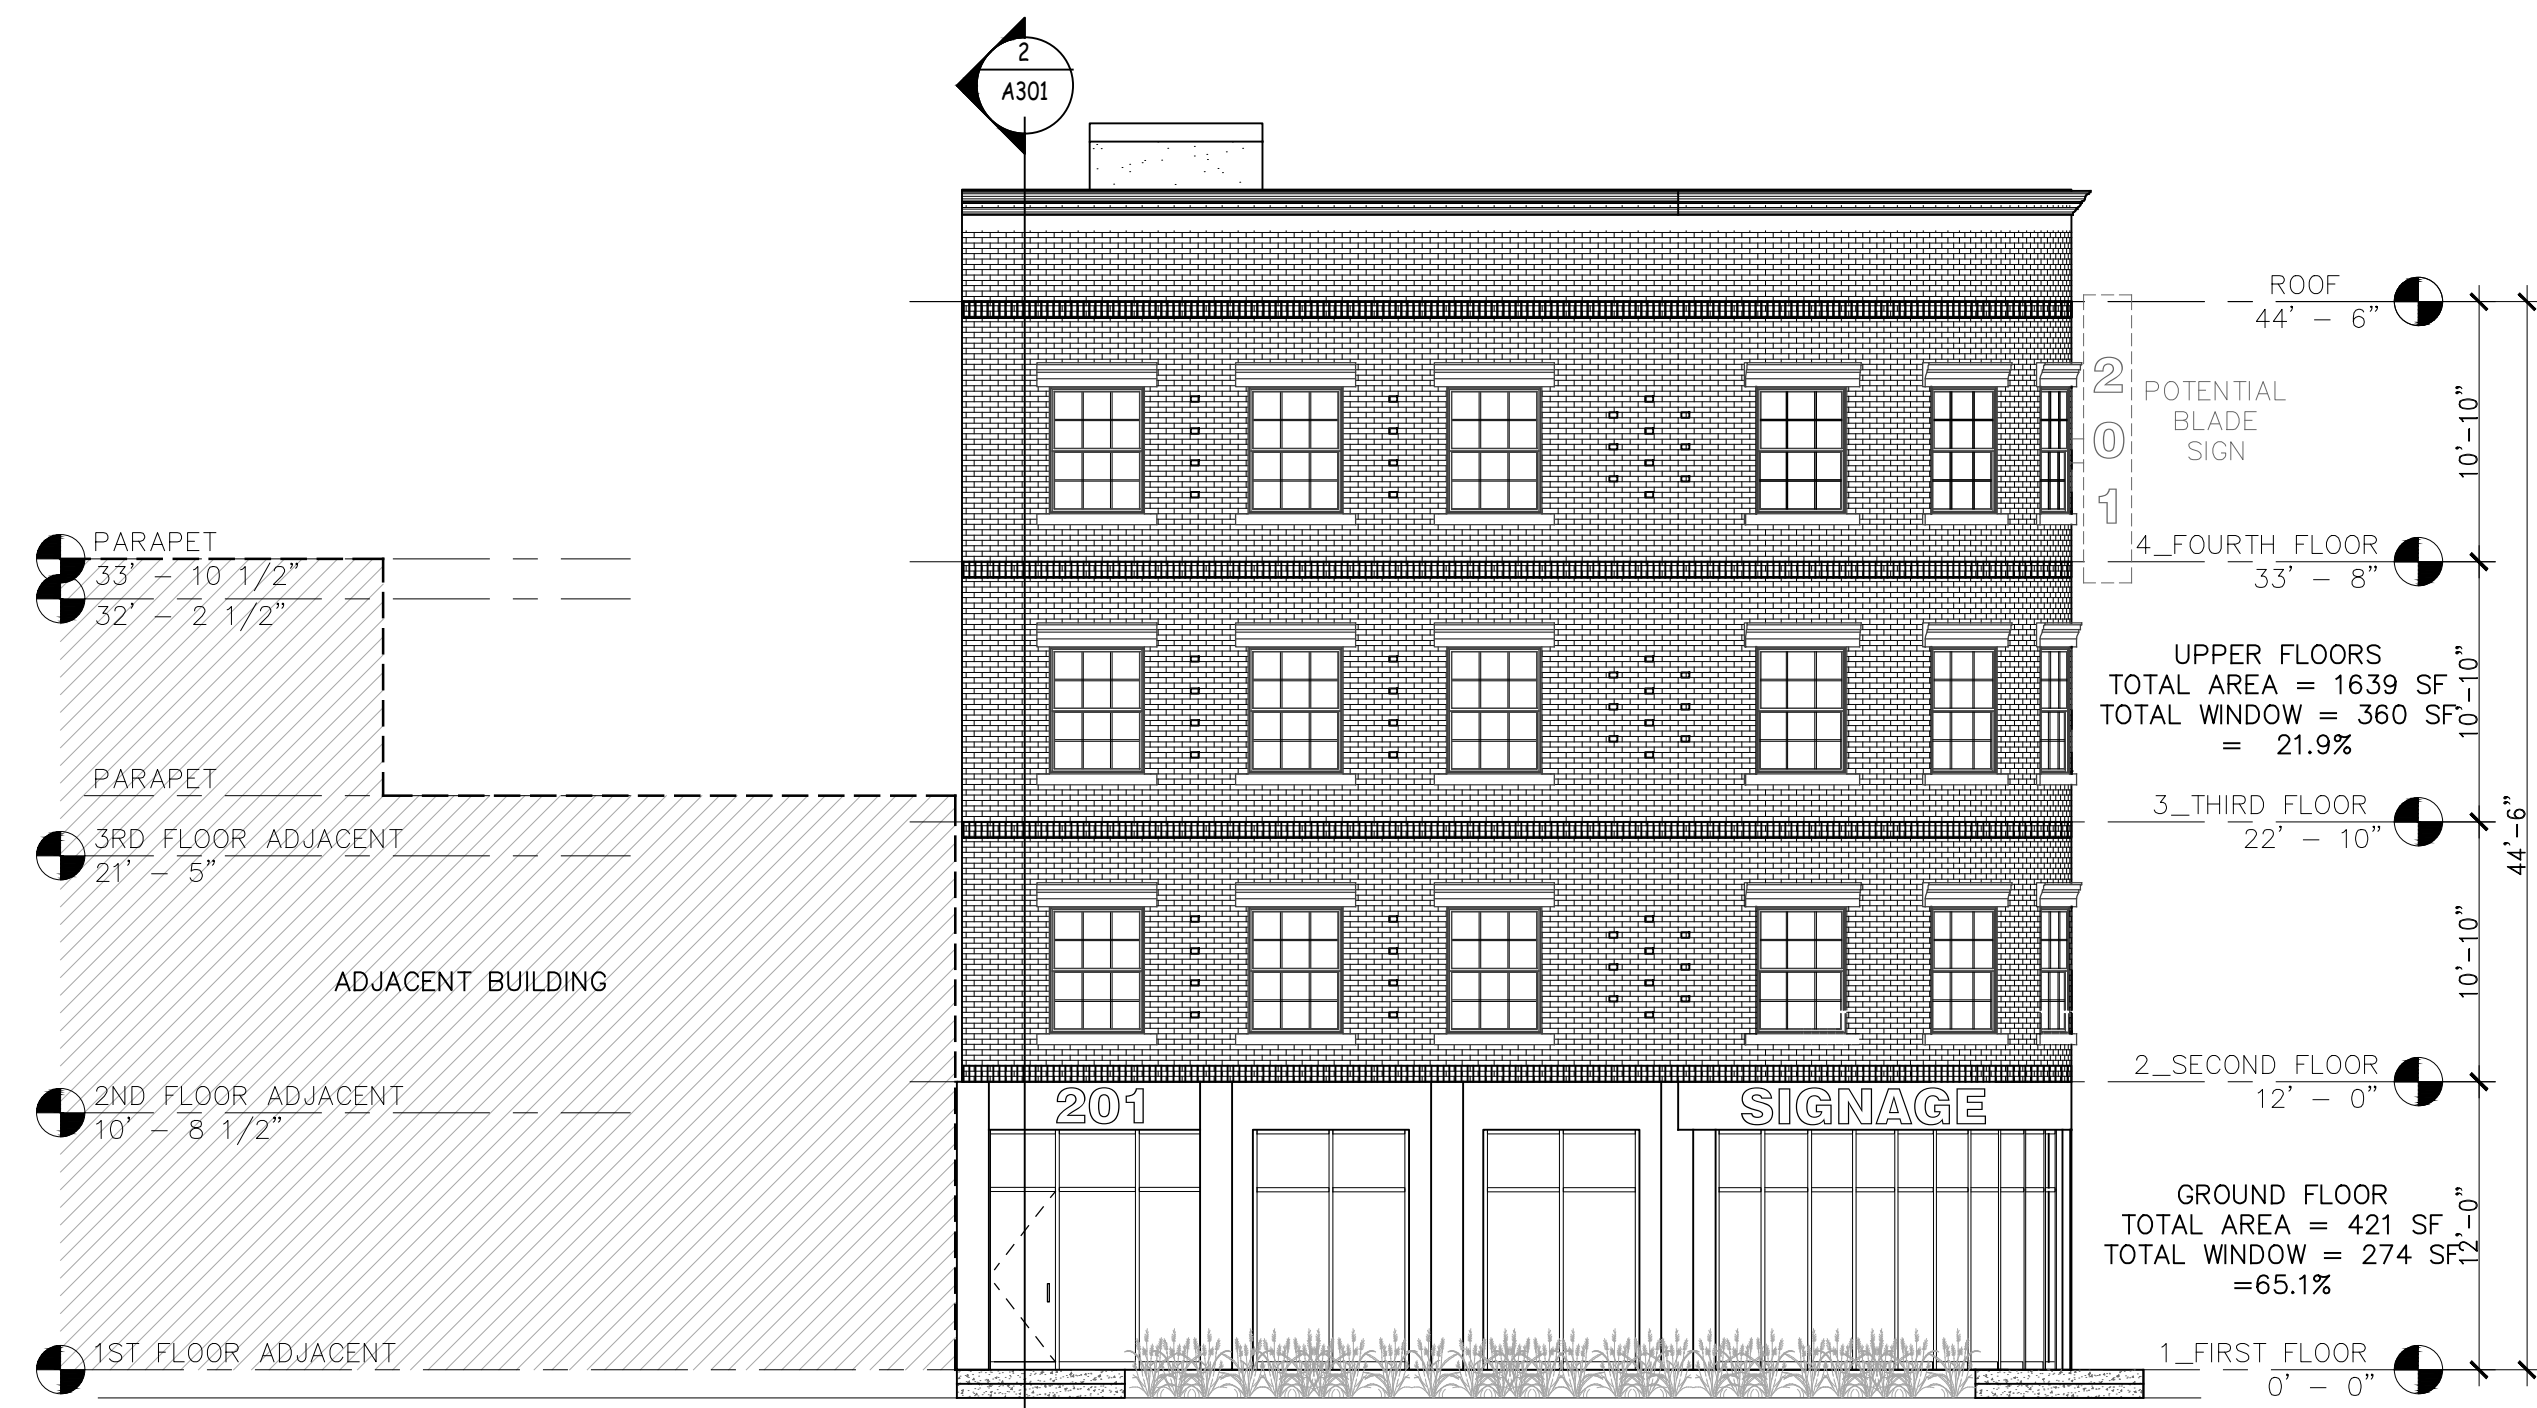 2
A301
ROOF
44' - 6"
10'-10"
2
0
1
POTENTIAL
BLADE
SIGN
PARAPET
33' - 10 1/2"
32' - 2 1/2"
4_FOURTH FLOOR
33' - 8"
UPPER FLOORS
TOTAL AREA = 1639 SF
TOTAL WINDOW = 360 SF
= 21.9%
10'-10"
PARAPET
3RD FLOOR ADJACENT
21' - 5"
3_THIRD FLOOR
22' - 10"
44'-6"
10'-10"
ADJACENT BUILDING
2ND FLOOR ADJACENT
10' - 8 1/2"
201
SIGNAGE
2_SECOND FLOOR
12' - 0"
GROUND FLOOR
TOTAL AREA = 421 SF
TOTAL WINDOW = 274 SF
=65.1%
12'-0"
1ST FLOOR ADJACENT
1_FIRST FLOOR
0' - 0"